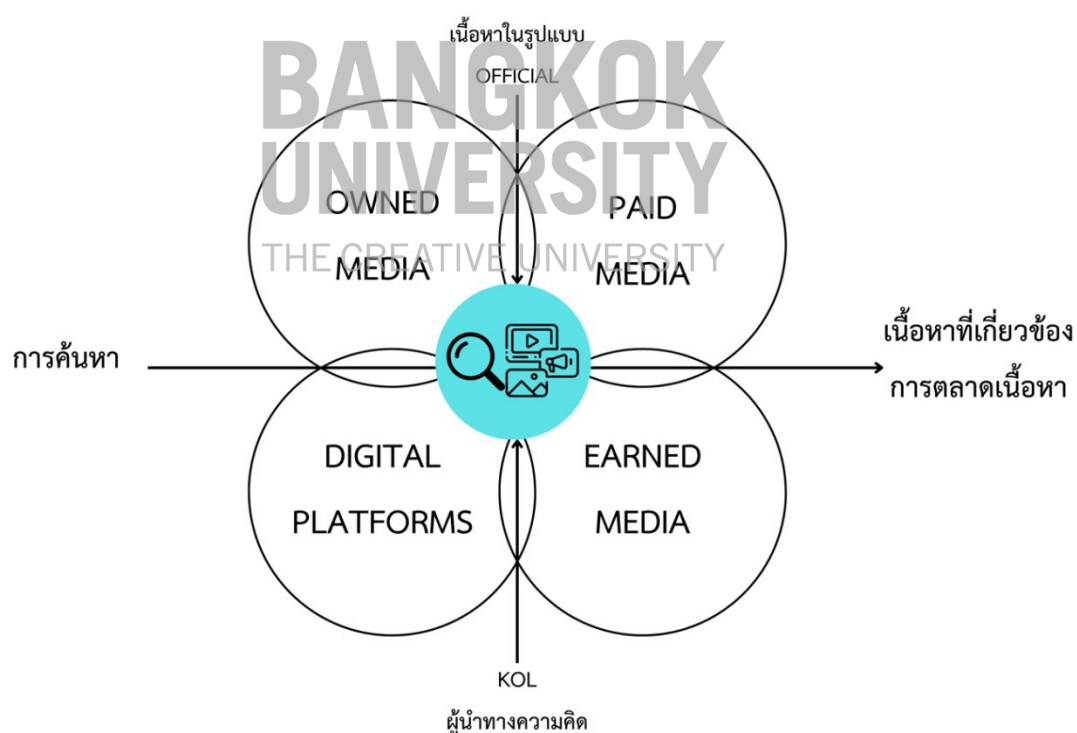 เนื้อหาในรูปแบบ
OFFICIAL
BANGKOK
UNIVERSITY
THE CREATIVE UNIVERSITY
OWNED
MEDIA
PAID
MEDIA
การค้นหา
เนื้อหาที่เกี่ยวข้อง
การตลาดเนื้อหา
DIGITAL
PLATFORMS
EARNED
MEDIA
KOL
ผู้นำทางความคิด